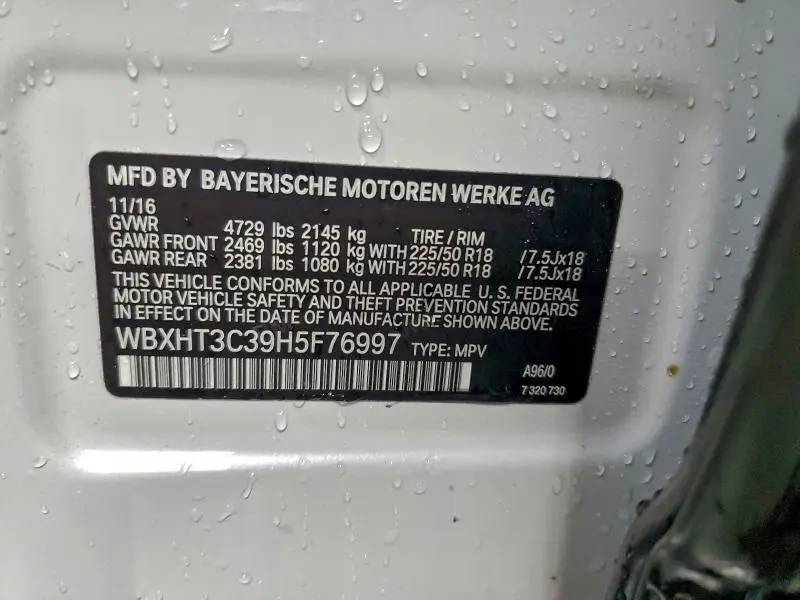 MFD BY BAYERISCHE MOTOREN WERKE AG
11/16
GVWR 4729 lbs 2145 kg TIRE / RIM
GAWR FRONT 2469 lbs 1120 kg WITH 225/50 R18 / 7.5Jx18
GAWR REAR 2381 lbs 1080 kg WITH 225/50 R18 / 7.5Jx18
THIS VEHICLE CONFORMS TO ALL APPLICABLE U. S. FEDERAL
MOTOR VEHICLE SAFETY AND THEFT PREVENTION STANDARDS
IN EFFECT ON THE DATE OF MANUFACTURE SHOWN ABOVE.
WBXHT3C39H5F76997 TYPE: MPV
A96/0
7 320 730